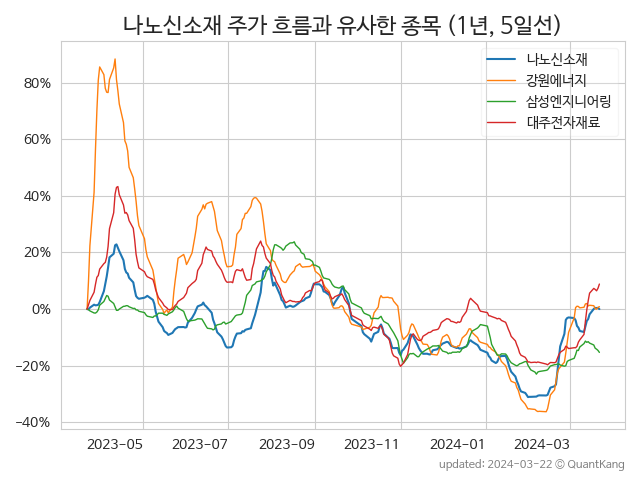 나노신소재 주가 흐름과 유사한 종목 (1년, 5일선)
나노신소재
강원에너지
삼성엔지니어링
대주전자재료
80%
60%
40%
20%
0%
−20%
−40%
2023-05
2023-07
2023-09
2023-11
2024-01
2024-03
updated: 2024-03-22 © QuantKang